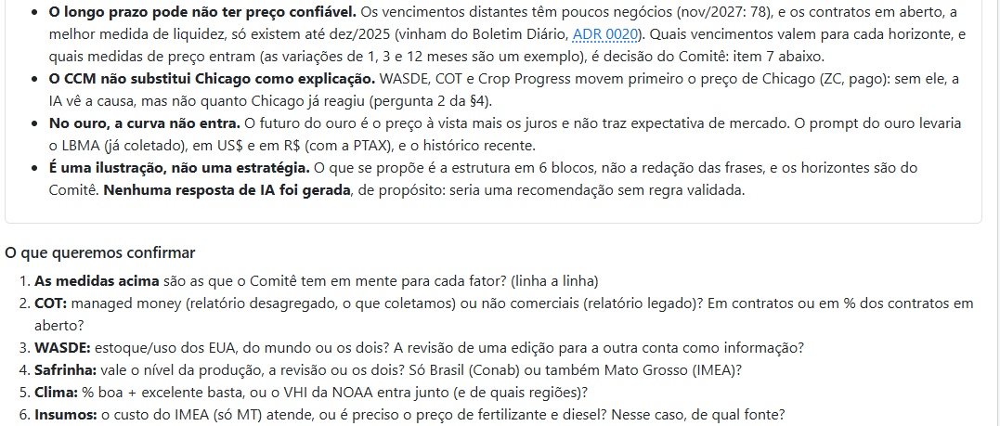 • O longo prazo pode não ter preço confiável. Os vencimentos distantes têm poucos negócios (nov/2027: 78), e os contratos em aberto, a
melhor medida de liquidez, só existem até dez/2025 (vinham do Boletim Diário, ADR 0020). Quais vencimentos valem para cada horizonte, e
quais medidas de preço entram (as variações de 1, 3 e 12 meses são um exemplo), é decisão do Comitê: item 7 abaixo.
• O CCM não substitui Chicago como explicação. WASDE, COT e Crop Progress movem primeiro o preço de Chicago (ZC, pago): sem ele, a
IA vê a causa, mas não quanto Chicago já reagiu (pergunta 2 da §4).
• No ouro, a curva não entra. O futuro do ouro é o preço à vista mais os juros e não traz expectativa de mercado. O prompt do ouro levaria
o LBMA (já coletado), em US$ e em R$ (com a PTAX), e o histórico recente.
• É uma ilustração, não uma estratégia. O que se propõe é a estrutura em 6 blocos, não a redação das frases, e os horizontes são do
Comitê. Nenhuma resposta de IA foi gerada, de propósito: seria uma recomendação sem regra validada.
O que queremos confirmar
1. As medidas acima são as que o Comitê tem em mente para cada fator? (linha a linha)
2. COT: managed money (relatório desagregado, o que coletamos) ou não comerciais (relatório legado)? Em contratos ou em % dos contratos em
aberto?
3. WASDE: estoque/uso dos EUA, do mundo ou os dois? A revisão de uma edição para a outra conta como informação?
4. Safrinha: vale o nível da produção, a revisão ou os dois? Só Brasil (Conab) ou também Mato Grosso (IMEA)?
5. Clima: % boa + excelente basta, ou o VHI da NOAA entra junto (e de quais regiões)?
6. Insumos: o custo do IMEA (só MT) atende, ou é preciso o preço de fertilizante e diesel? Nesse caso, de qual fonte?